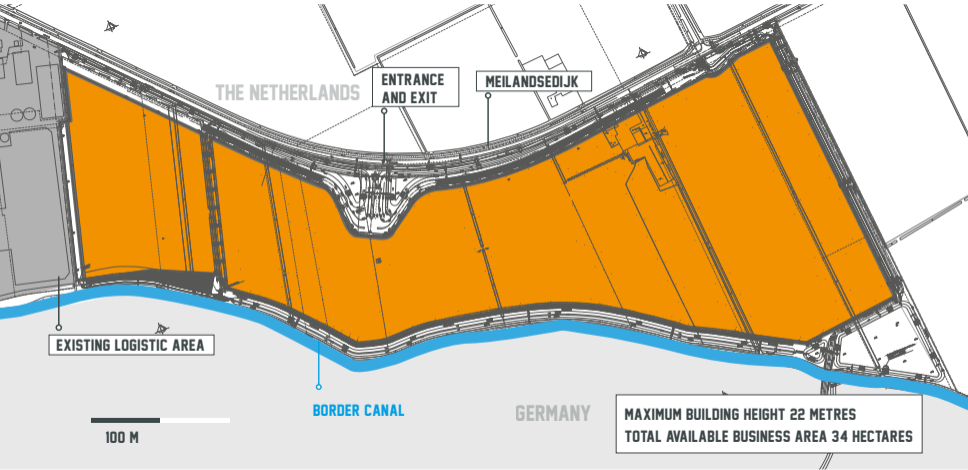 THE NETHERLANDS
ENTRANCE
AND EXIT
MEILANDSEDIJK
EXISTING LOGISTIC AREA
BORDER CANAL
GERMANY
100 M
MAXIMUM BUILDING HEIGHT 22 METRES
TOTAL AVAILABLE BUSINESS AREA 34 HECTARES